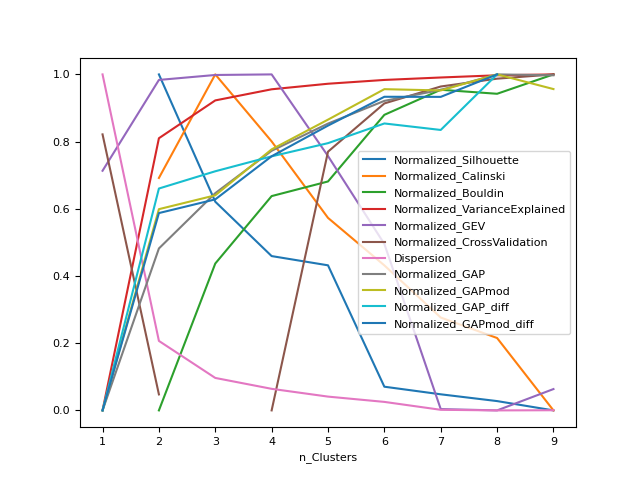 1.0
0.8
0.6
0.4
0.2
0.0
Normalized_Silhouette
Normalized_Calinski
Normalized_Bouldin
Normalized_VarianceExplained
Normalized_GEV
Normalized_CrossValidation
Dispersion
Normalized_GAP
Normalized_GAPmod
Normalized_GAP_diff
Normalized_GAPmod_diff
1 2 3 4 5 6 7 8 9
n_Clusters